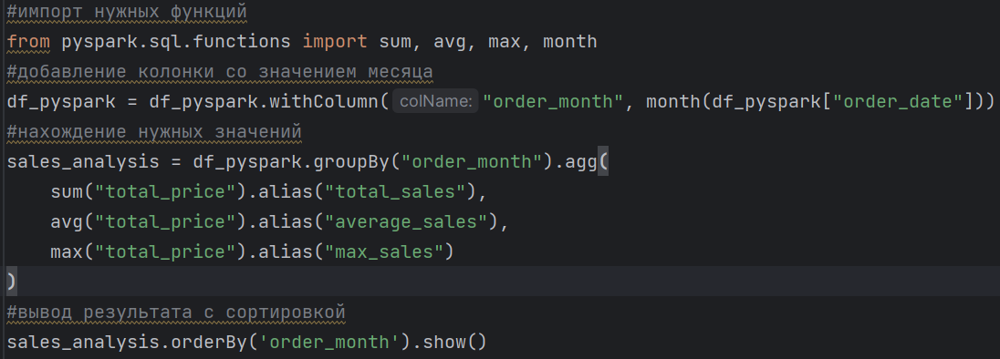 #импорт нужных функций
from pyspark.sql.functions import sum, avg, max, month
#добавление колонки со значением месяца
df_pyspark = df_pyspark.withColumn( colName: "order_month", month(df_pyspark["order_date"]))
#нахождение нужных значений
sales_analysis = df_pyspark.groupBy("order_month").agg(
    sum("total_price").alias("total_sales"),
    avg("total_price").alias("average_sales"),
    max("total_price").alias("max_sales")
)
#вывод результата с сортировкой
sales_analysis.orderBy('order_month').show()